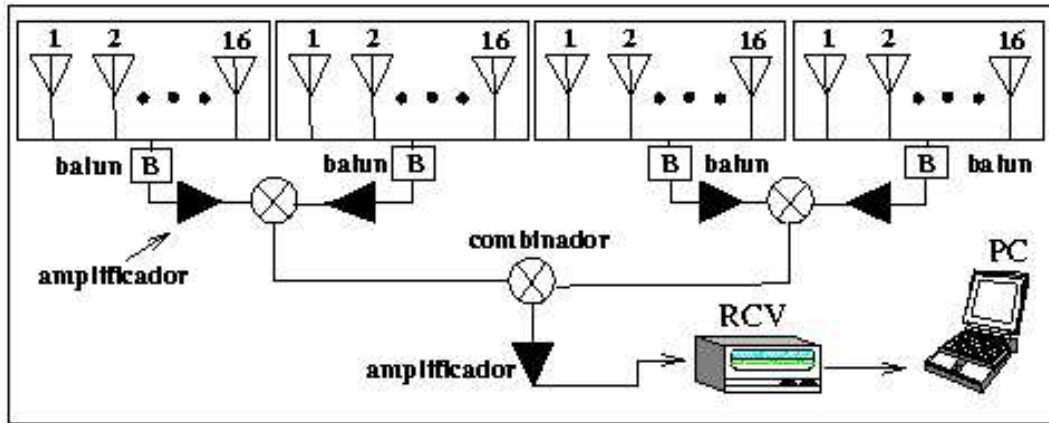 1 2 16 1 2 16 1 2 16 1 2 16
balun B balun B B balun B balun
combinador
amplificador
PC
RCV
amplificador